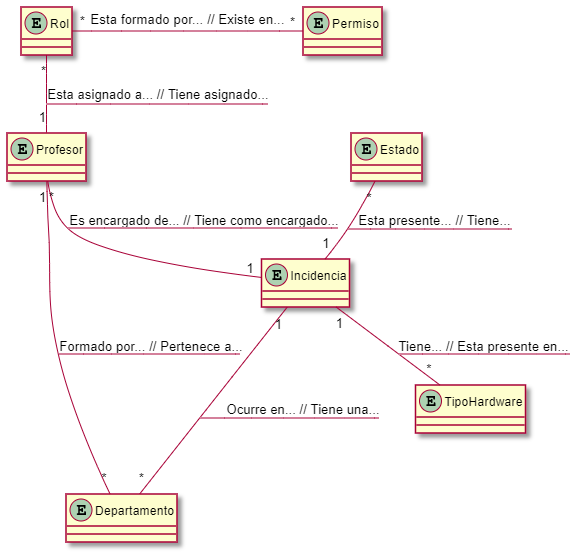 E Rol
* Esta formado por... // Existe en... *
E Permiso
*
Esta asignado a... // Tiene asignado...
1
E Profesor
E Estado
1 *
*
Es encargado de... // Tiene como encargado...
Esta presente... // Tiene...
1
1
E Incidencia
1
1
Formado por... // Pertenece a...
Tiene... // Esta presente en...
*
E TipoHardware
Ocurre en... // Tiene una...
*
*
E Departamento